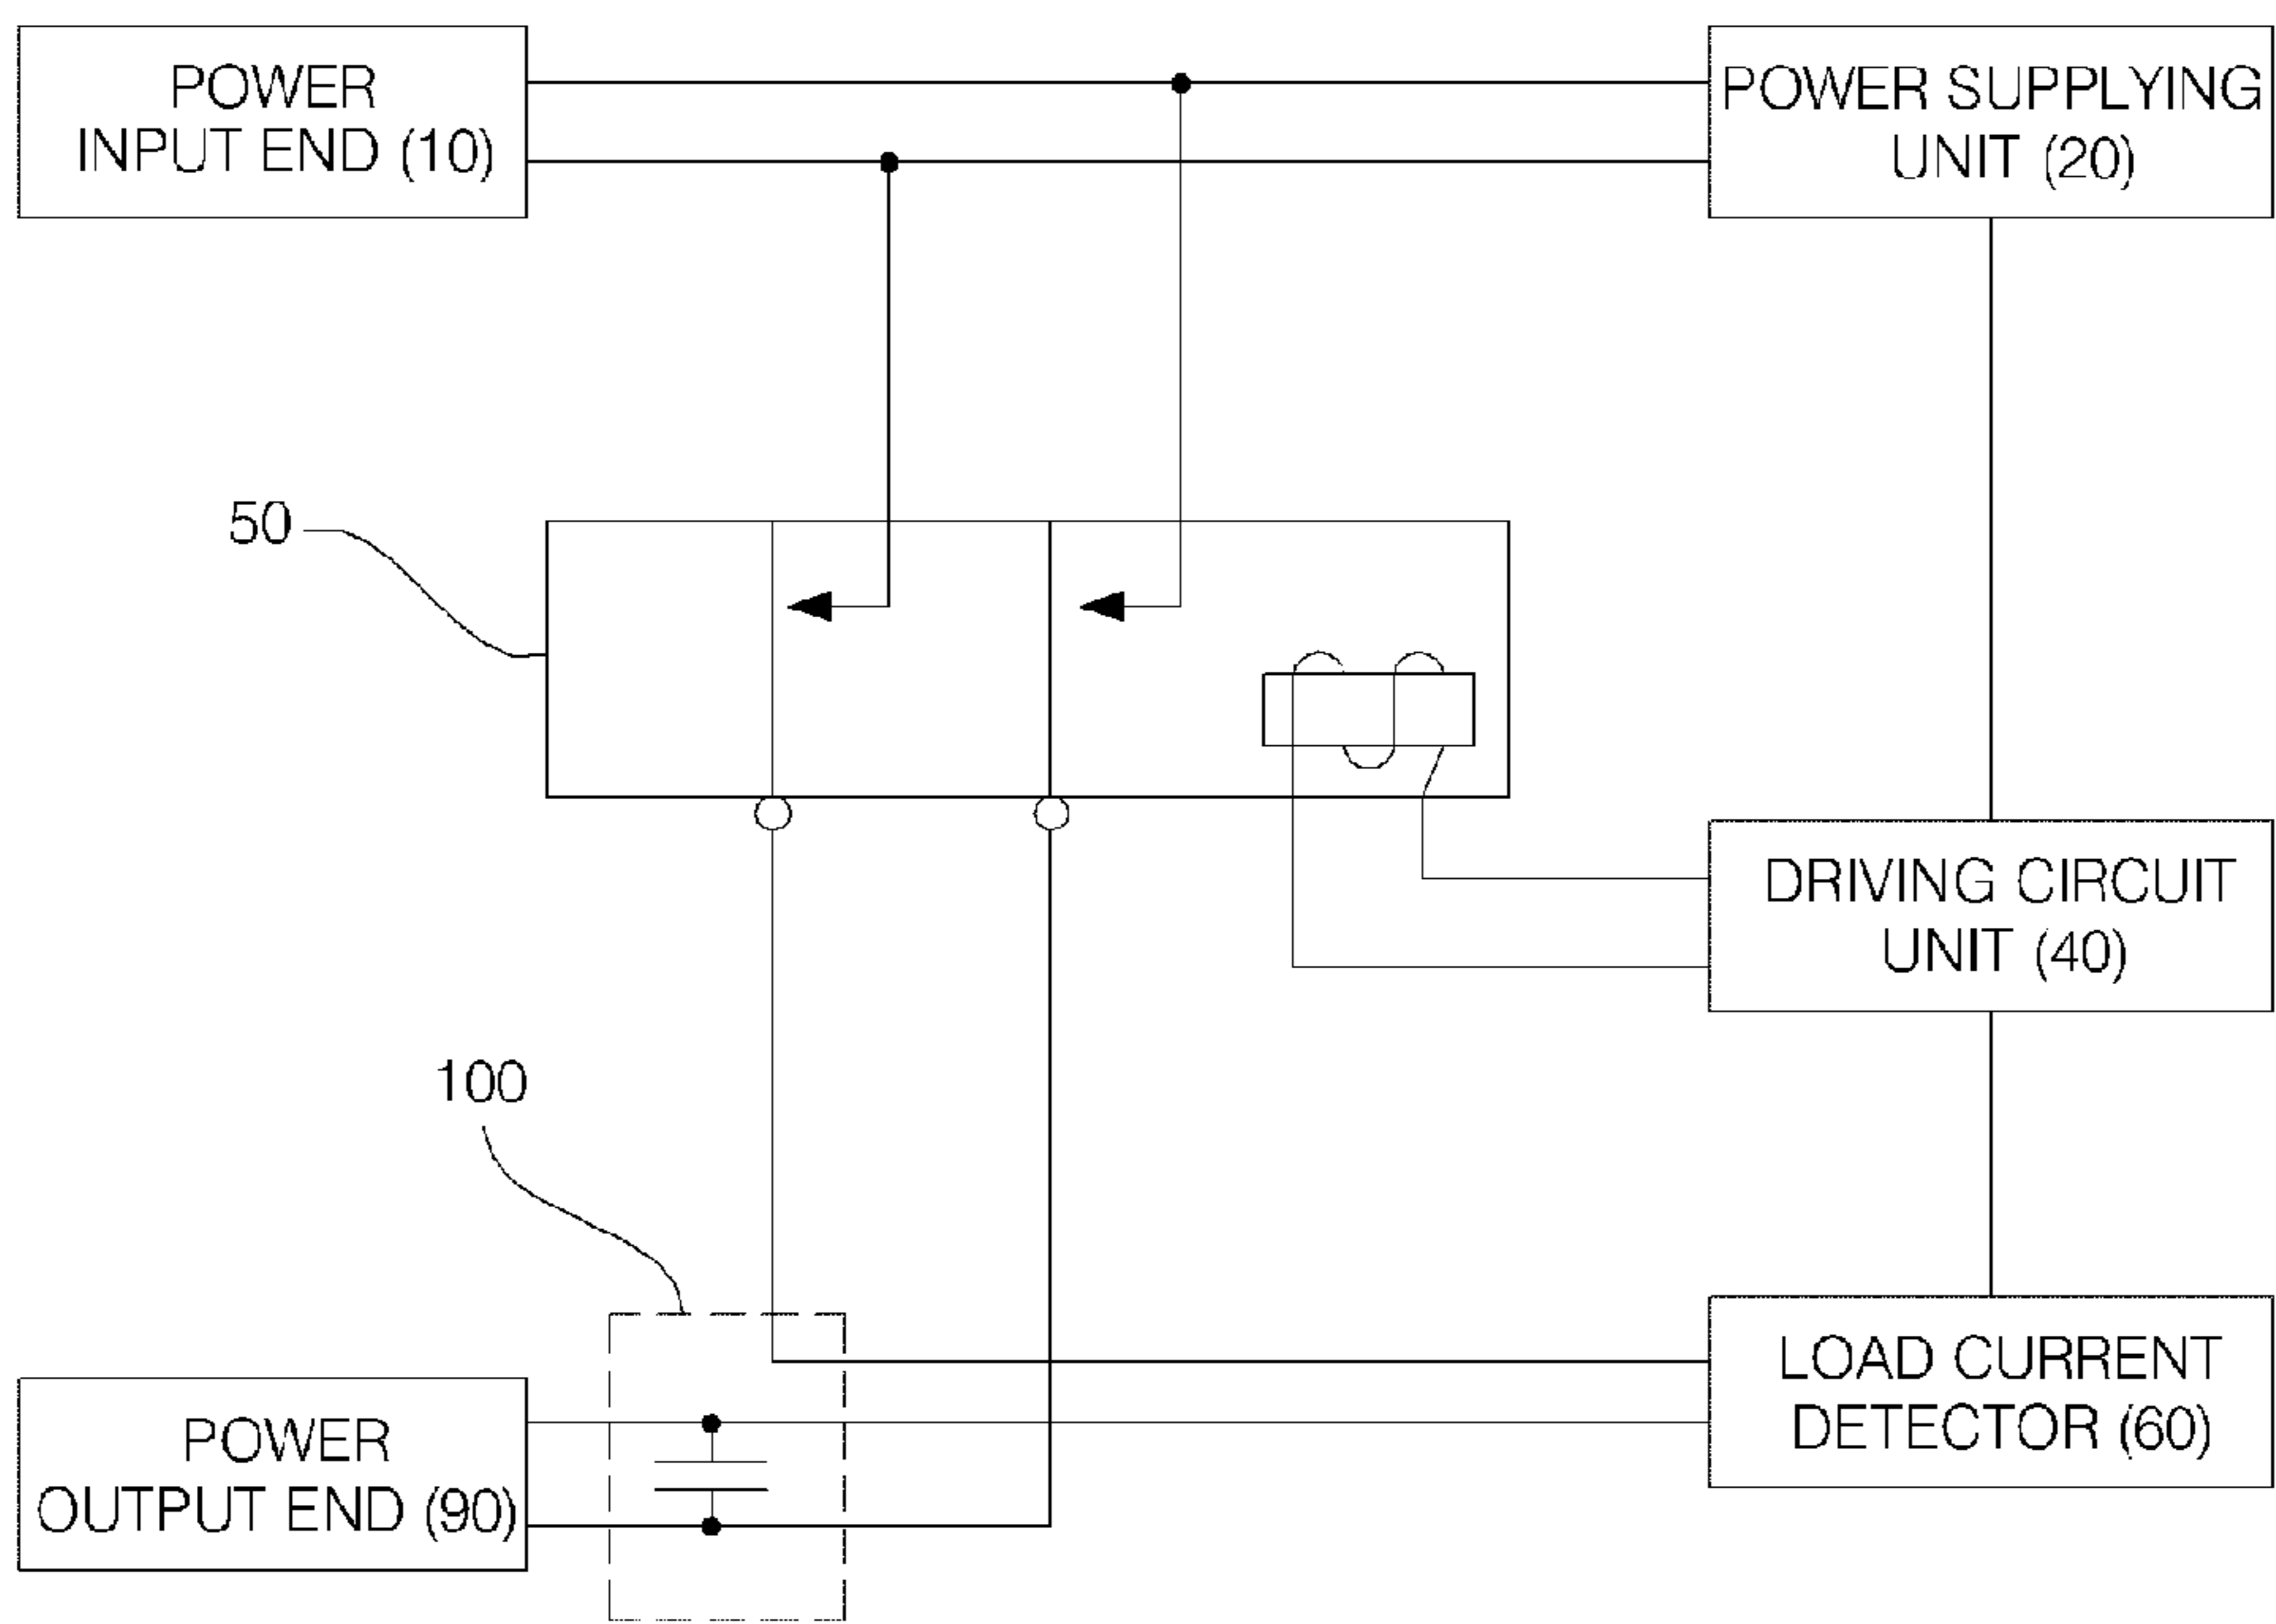 POWER
INPUT END (10)
POWER SUPPLYING
UNIT (20)
50
DRIVING CIRCUIT
UNIT (40)
100
LOAD CURRENT
DETECTOR (60)
POWER
OUTPUT END (90)